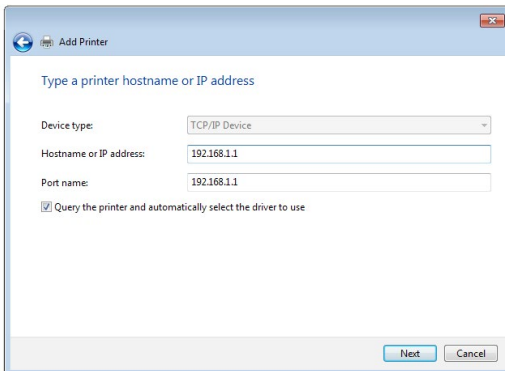 Add Printer
Type a printer hostname or IP address
Device type: TCP/IP Device
Hostname or IP address: 192.168.1.1
Port name: 192.168.1.1
Query the printer and automatically select the driver to use
Next Cancel